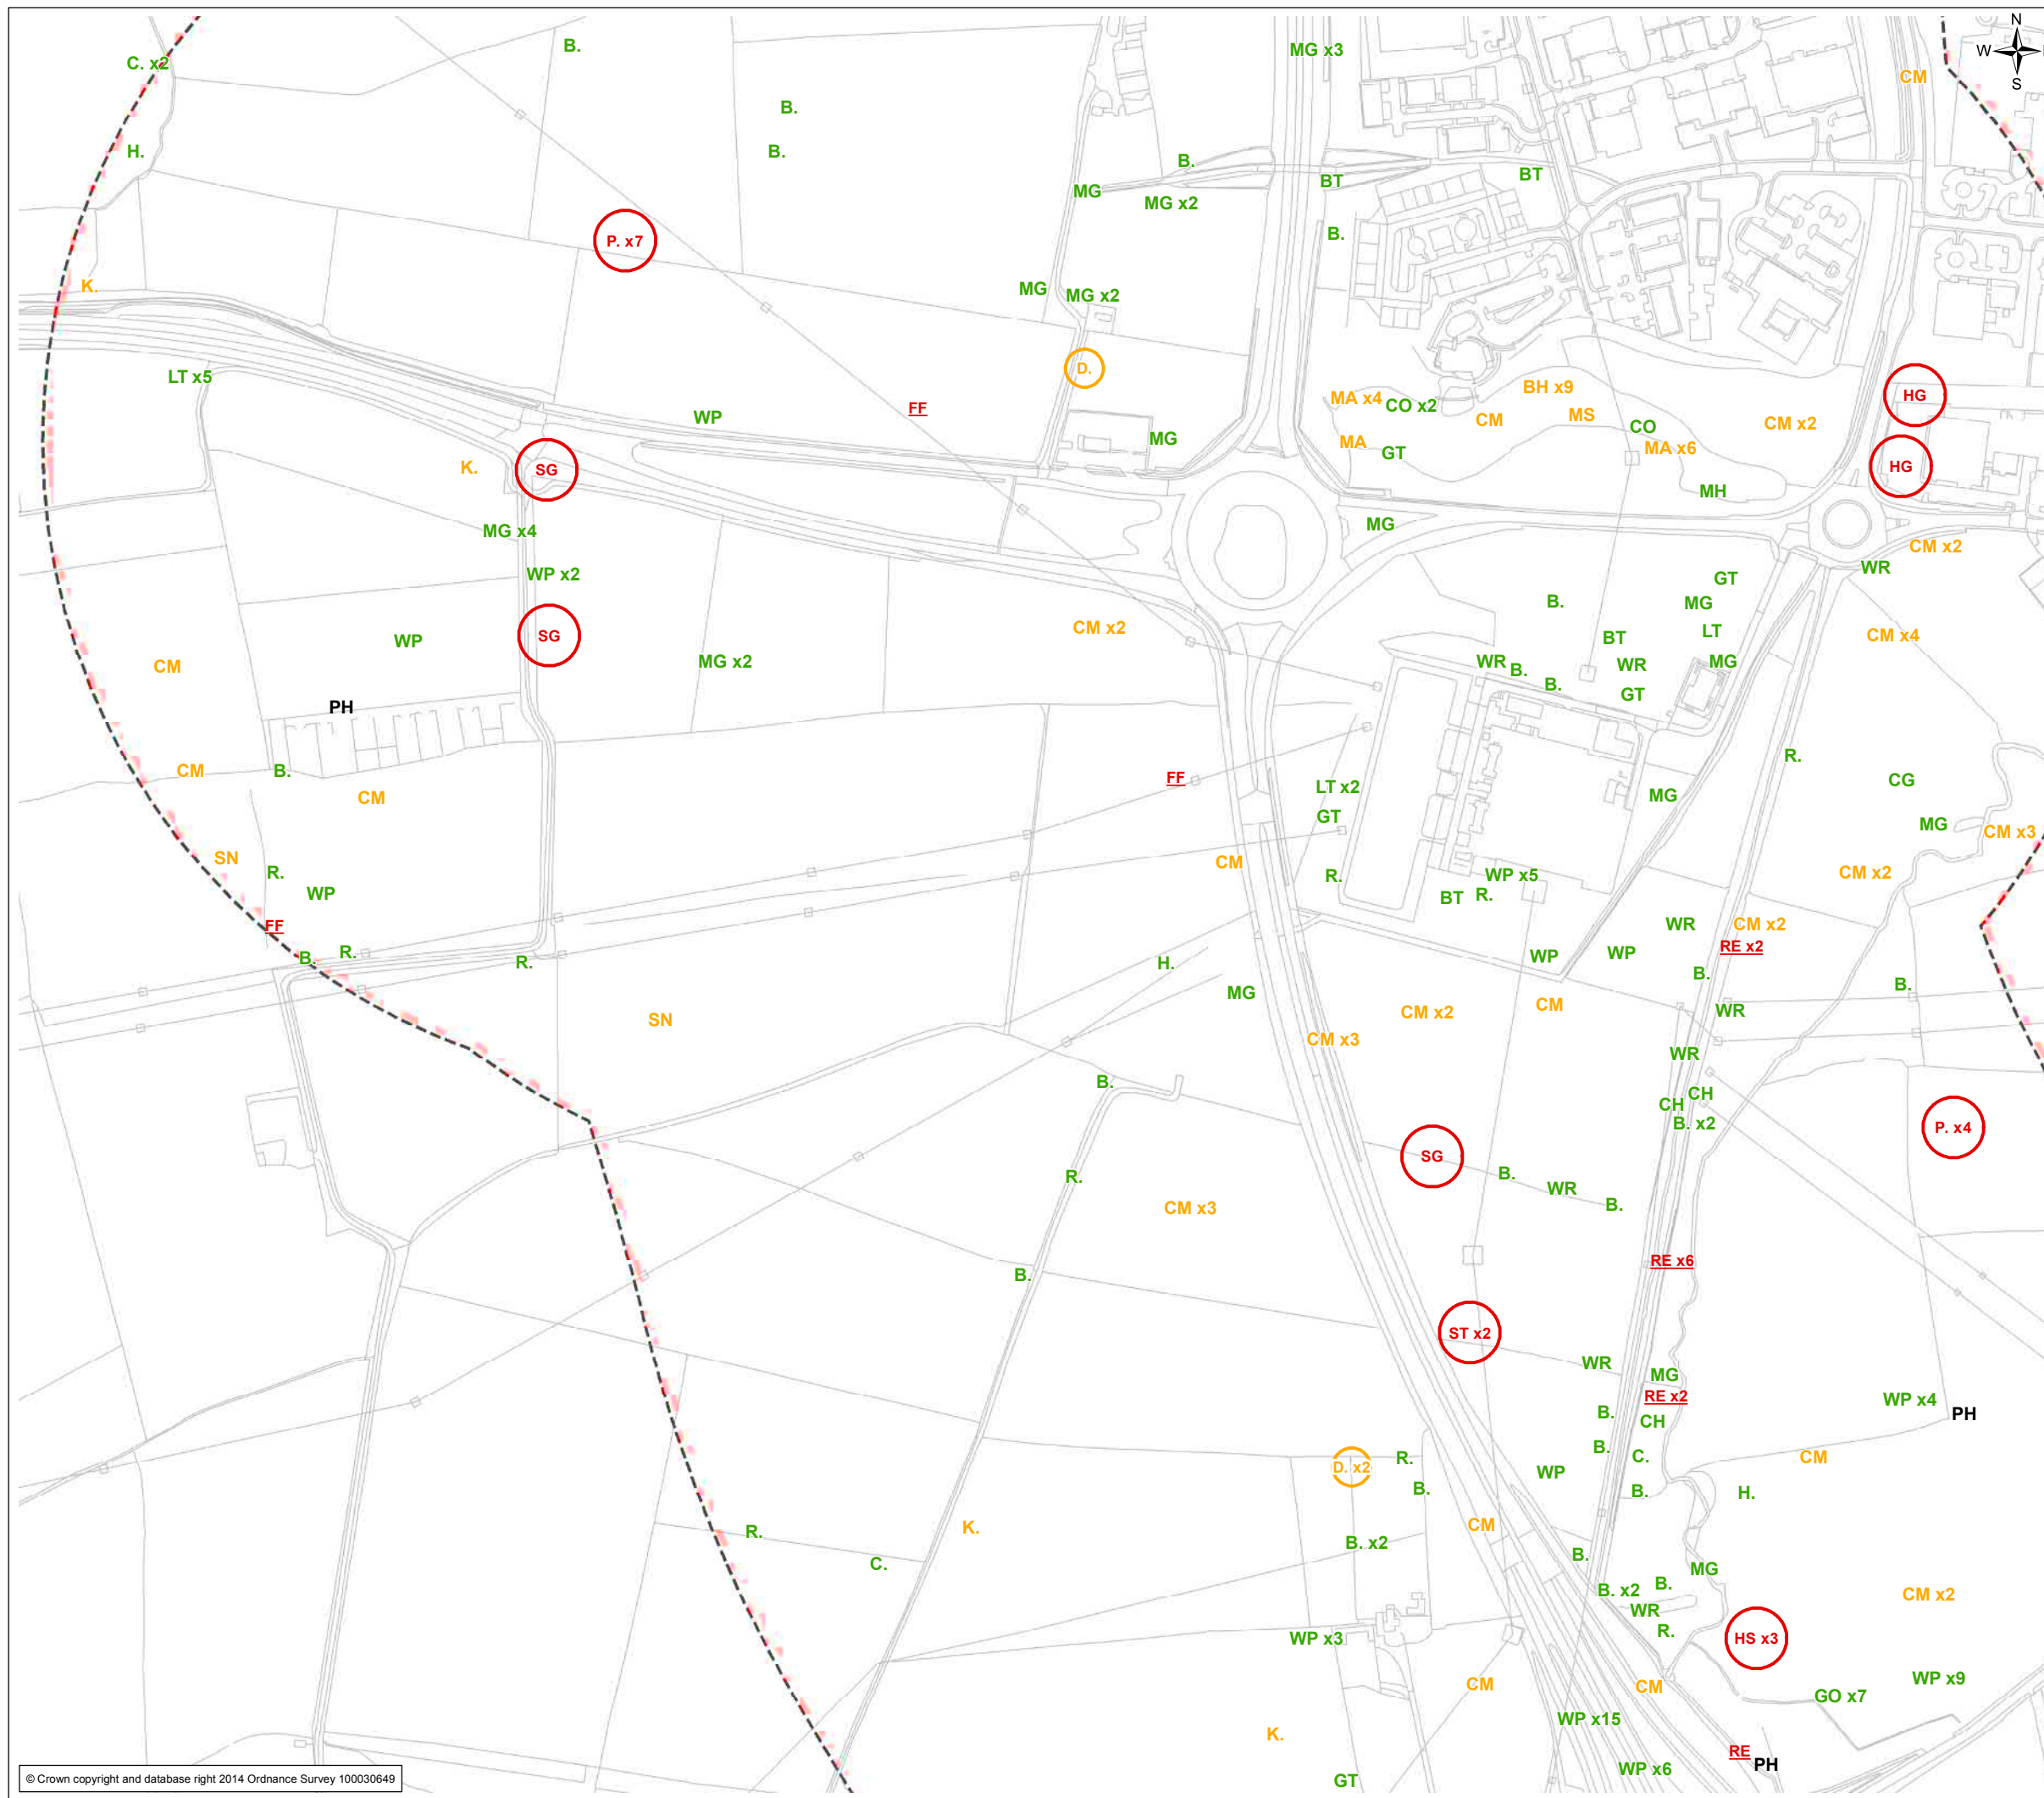 N
W
S
C. x2
B.
MG x3
CM
B.
H.
B.
B.
BT
BT
MG
MG x2
B.
P. x7
K.
MG
MG x2
D.
LT x5
FF
WP
MG
MA x4
CO x2
BH x9
CM
MS
CO
CM x2
HG
MA
GT
MA x6
HG
K.
SG
MH
MG x4
MG
CM x2
WR
WP x2
GT
B.
MG
CM x2
LT
CM x4
SG
WP
BT
MG x2
WR
B.
WR
MG
CM
B.
GT
PH
R.
CM
B.
CM
FF
LT x2
MG
CG
GT
MG
CM x3
SN
CM
R.
WP
R.
WP x5
CM x2
BT
R.
FF
WR
CM x2
RE x2
B.
R.
R.
H.
WP
WP
B.
B.
MG
SN
CM x2
CM
WR
CM x3
WR
B.
CH
CH
B. x2
P. x4
SG
R.
B.
WR
B.
CM x3
RE x6
B.
ST x2
WR
MG
RE x2
WP x4
PH
B.
CH
B.
C.
CM
D. x2
R.
WP
B.
B.
H.
K.
CM
R.
B. x2
C.
B.
MG
B. x2
B.
CM x2
WR
R.
WP x3
HS x3
CM
CM
WP x9
GO x7
WP x15
K.
RE
PH
WP x6
GT
© Crown copyright and database right 2014 Ordnance Survey 100030649